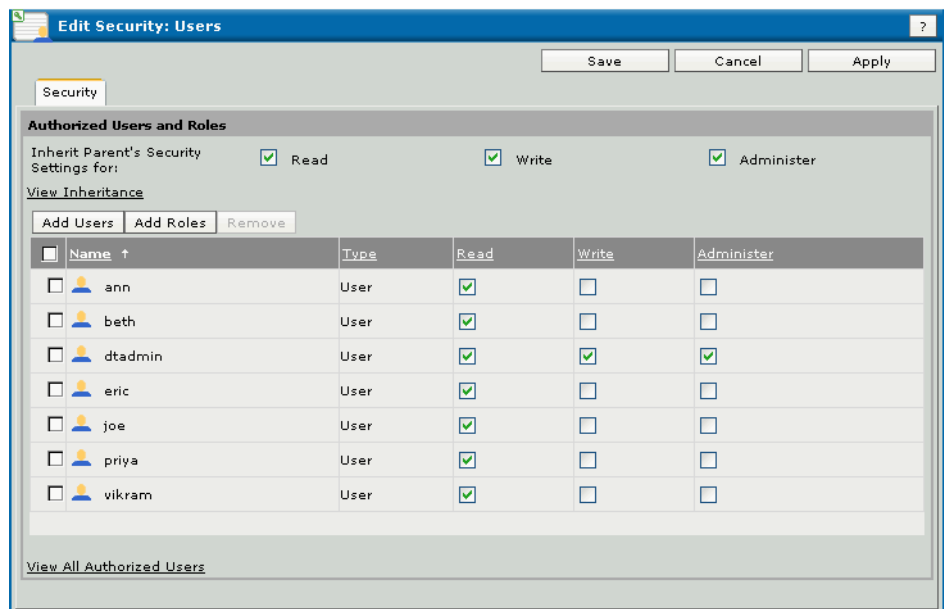 Edit Security: Users ?
Save Cancel Apply
Security
Authorized Users and Roles
Inherit Parent's Security
Settings for: Read Write Administer
View Inheritance
Add Users Add Roles Remove
Name ↑ Type Read Write Administer
ann User
beth User
dtadmin User
eric User
joe User
priya User
vikram User
View All Authorized Users